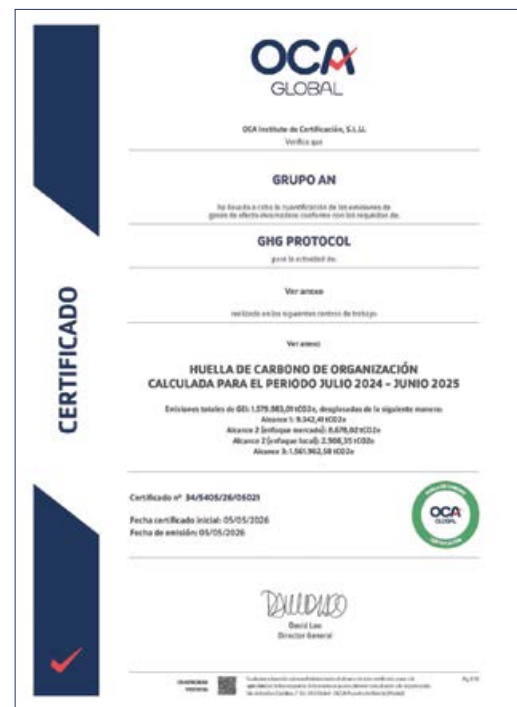 OCA
GLOBAL
OCA Instituto de Certificación, S.L.U.
Verifica que
GRUPO AN
ha llevado a cabo la cuantificación de las emisiones de
gases de efecto invernadero conforme con los requisitos de:
GHG PROTOCOL
para la actividad de:
Ver anexo
realizada en los siguientes centros de trabajo
Ver anexo
HUELLA DE CARBONO DE ORGANIZACIÓN
CALCULADA PARA EL PERIODO JULIO 2024 – JUNIO 2025
Emisiones totales de GEI: 1.579.983,01 tCO2e, desglosadas de la siguiente manera:
Alcance 1: 9.342,41 tCO2e
Alcance 2 (enfoque mercado): 8.678,02 tCO2e
Alcance 2 (enfoque local): 2.908,35 tCO2e
Alcance 3: 1.561.962,58 tCO2e
Certificado nº 34/5405/26/05021
Fecha certificado inicial: 05/05/2026
Fecha de emisión: 05/05/2026
HUELLA DE CARBONO
OCA
GLOBAL
CERTIFICACIÓN
David Lao
Director General
CERTIFICADO